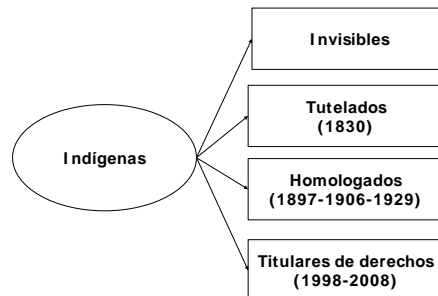 Invisibles
Tutelados
(1830)
Indígenas
Homologados
(1897-1906-1929)
Titulares de derechos
(1998-2008)